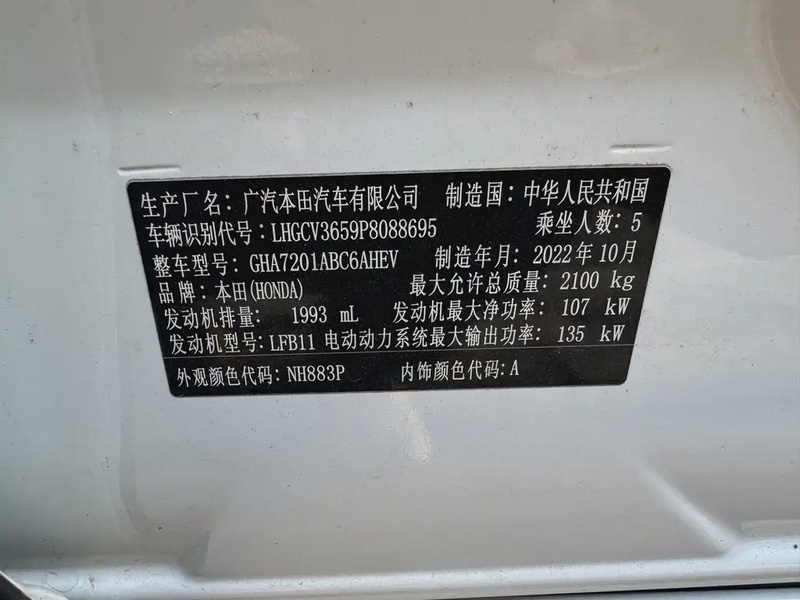 生产厂名：广汽本田汽车有限公司 制造国：中华人民共和国
车辆识别代号：LHGCV3659P8088695 乘坐人数：5
整车型号：GHA7201ABC6AHEV 制造年月：2022年10月
品牌：本田(HONDA) 最大允许总质量：2100 kg
发动机排量： 1993 mL 发动机最大净功率：107 kW
发动机型号：LFB11 电动动力系统最大输出功率：135 kW
外观颜色代码：NH883P 内饰颜色代码：A